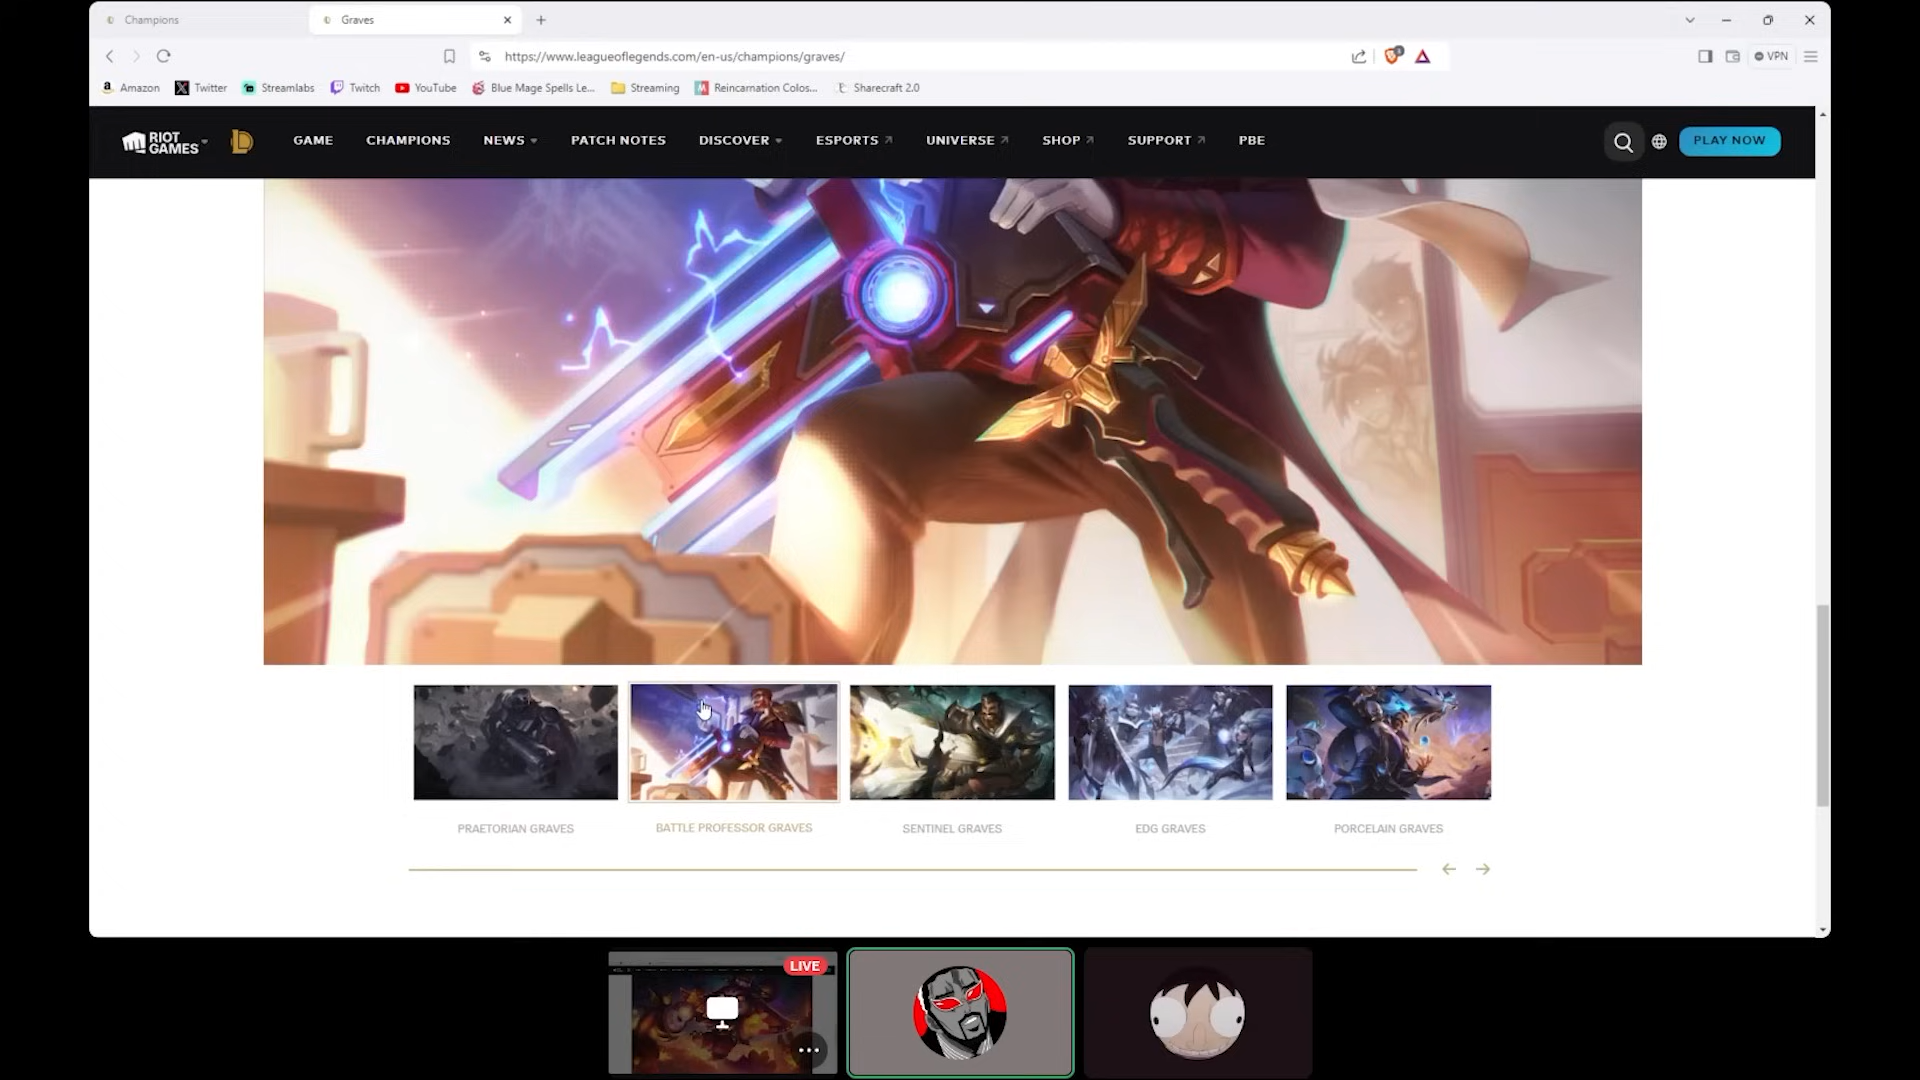 Champions
Graves
https://www.leagueoflegends.com/en-us/champions/graves/
VPN
Amazon
Twitter
Streamlabs
Twitch
YouTube
Blue Mage Spells Le...
Streaming
Reincarnation Colos...
Sharecraft 2.0
RIOT GAMES
GAME
CHAMPIONS
NEWS
PATCH NOTES
DISCOVER
ESPORTS
UNIVERSE
SHOP
SUPPORT
PBE
PLAY NOW
PRAETORIAN GRAVES
BATTLE PROFESSOR GRAVES
SENTINEL GRAVES
EDG GRAVES
PORCELAIN GRAVES
LIVE